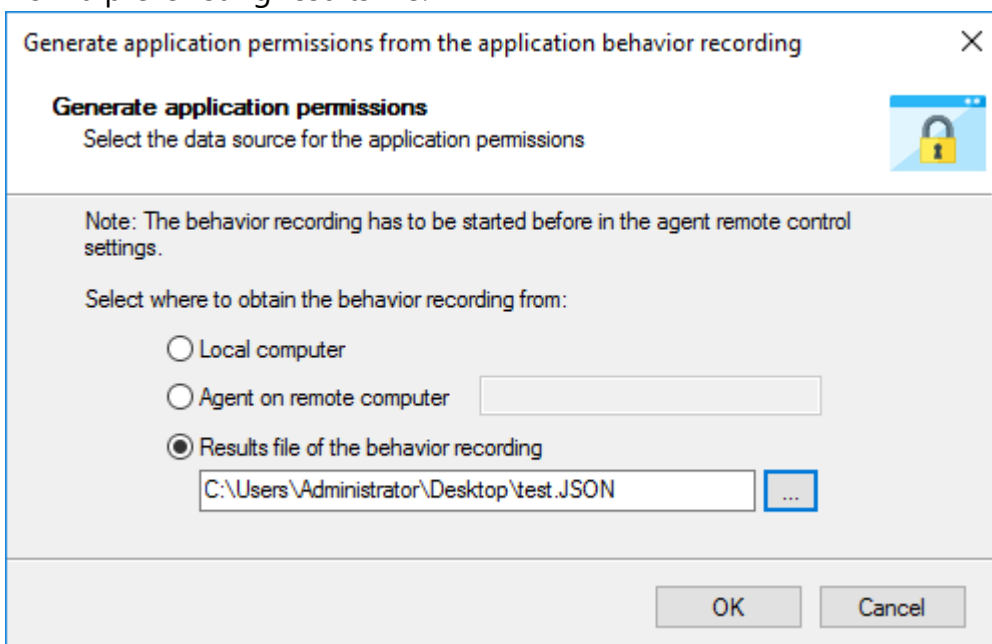 Generate application permissions from the application behavior recording
Generate application permissions
Select the data source for the application permissions
Note: The behavior recording has to be started before in the agent remote control
settings.
Select where to obtain the behavior recording from:
Local computer
Agent on remote computer
Results file of the behavior recording
C:\Users\Administrator\Desktop\test.JSON
...
OK
Cancel